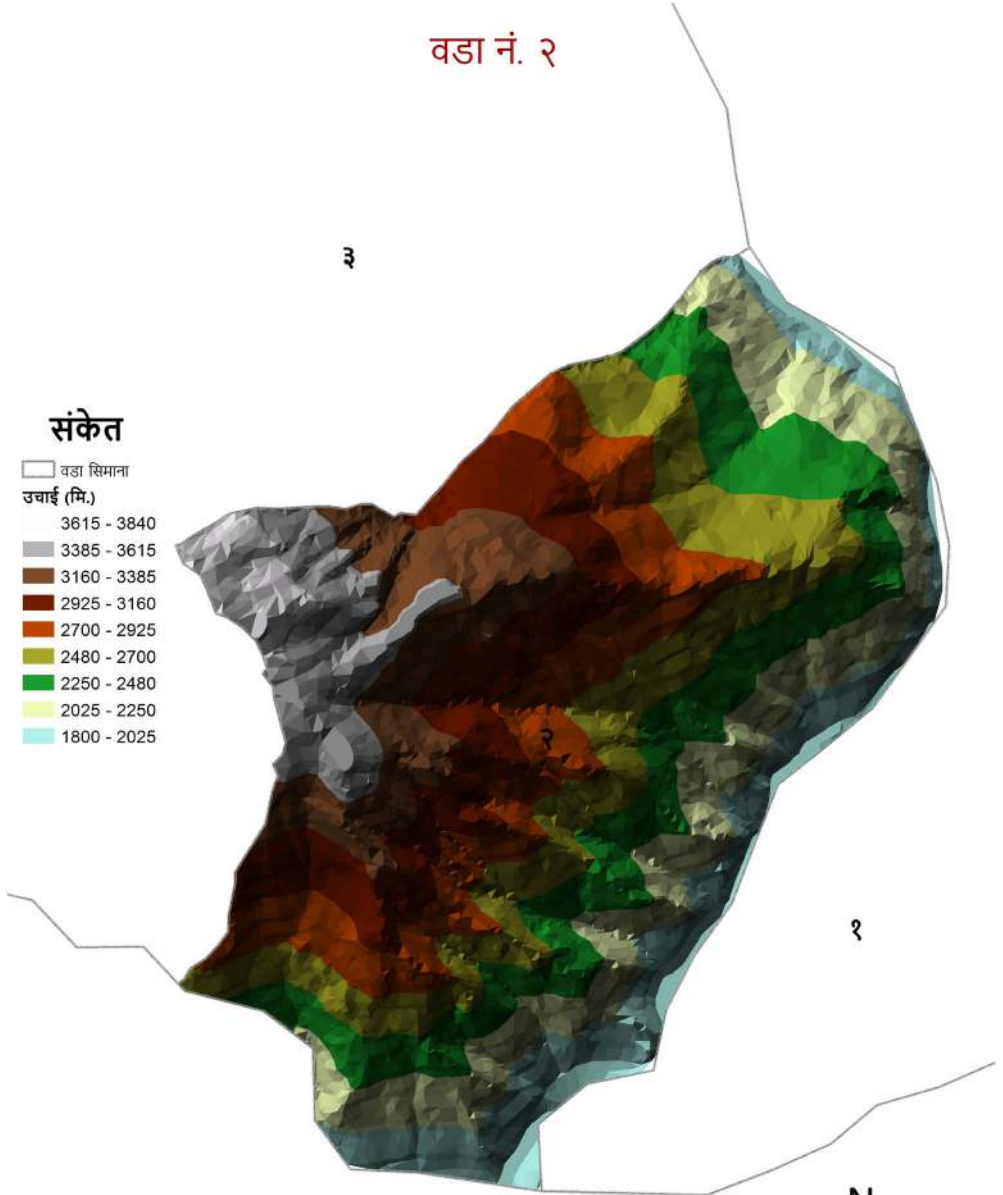 वडा नं. २
३
संकेत
वडा सिमाना
उचाई (मि.)
3615 - 3840
3385 - 3615
3160 - 3385
2925 - 3160
2700 - 2925
2480 - 2700
2250 - 2480
2025 - 2250
1800 - 2025
२
१
N